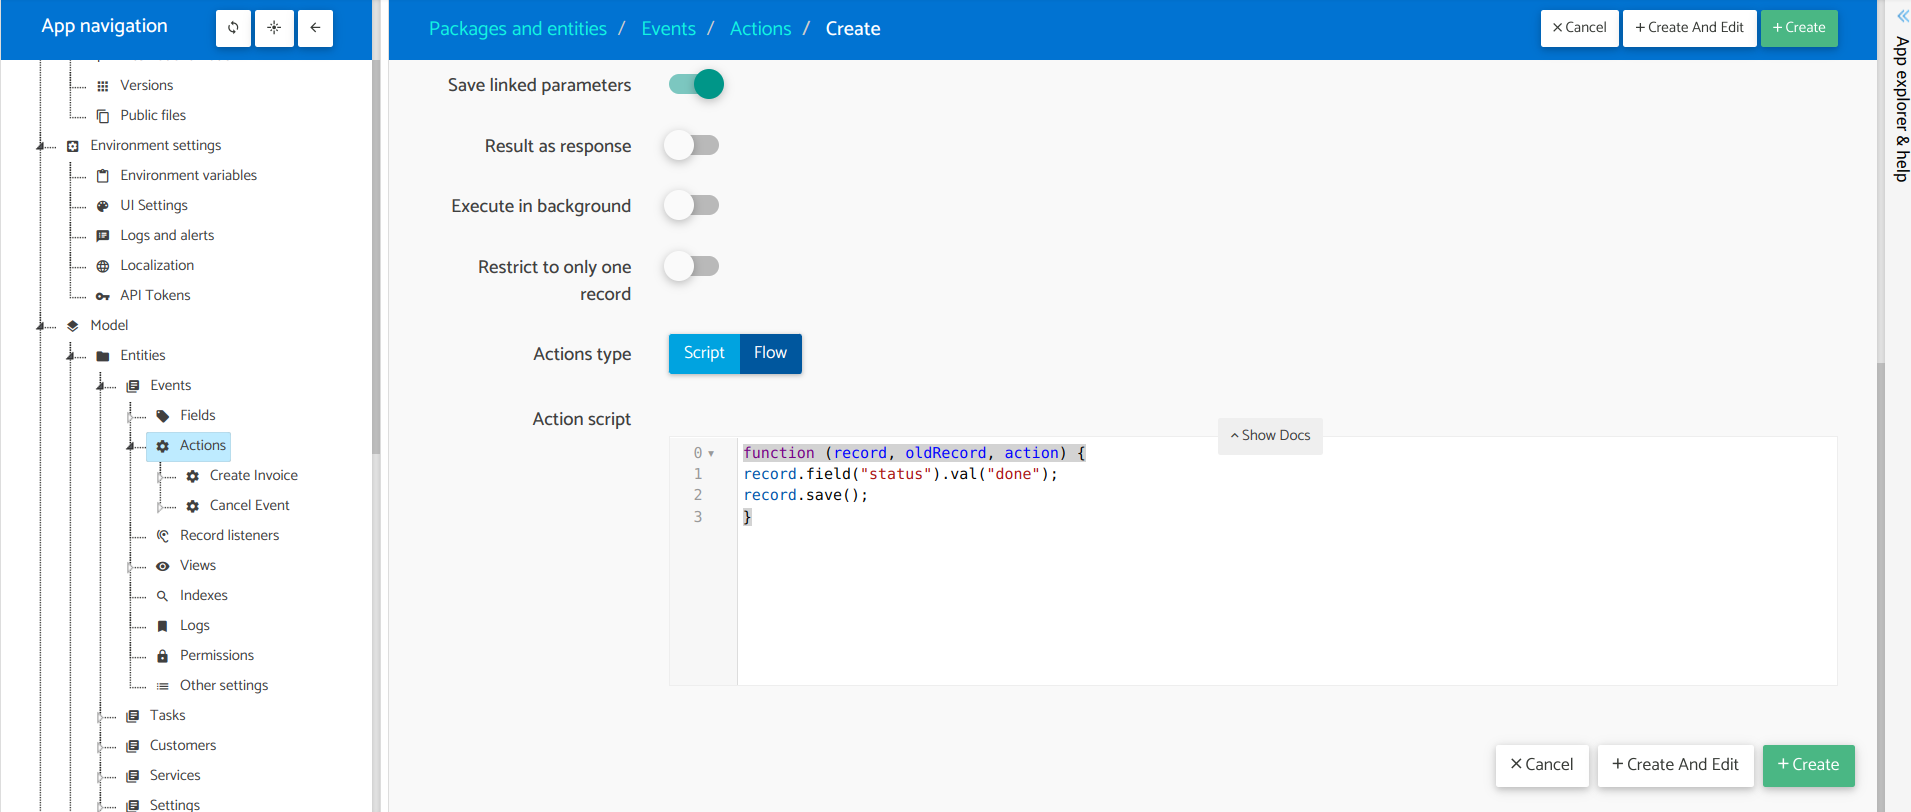 App navigation
Packages and entities / Events / Actions / Create
Cancel
+ Create And Edit
+ Create
App explorer & help
Versions
Public files
Environment settings
Environment variables
UI Settings
Logs and alerts
Localization
API Tokens
Model
Entities
Events
Fields
Actions
Create Invoice
Cancel Event
Record listeners
Views
Indexes
Logs
Permissions
Other settings
Tasks
Customers
Services
Settings
Save linked parameters
Result as response
Execute in background
Restrict to only one
record
Actions type
Script
Flow
Action script
Show Docs
0 function (record, oldRecord, action) {
1 record.field("status").val("done");
2 record.save();
3 }
Cancel
+ Create And Edit
+ Create